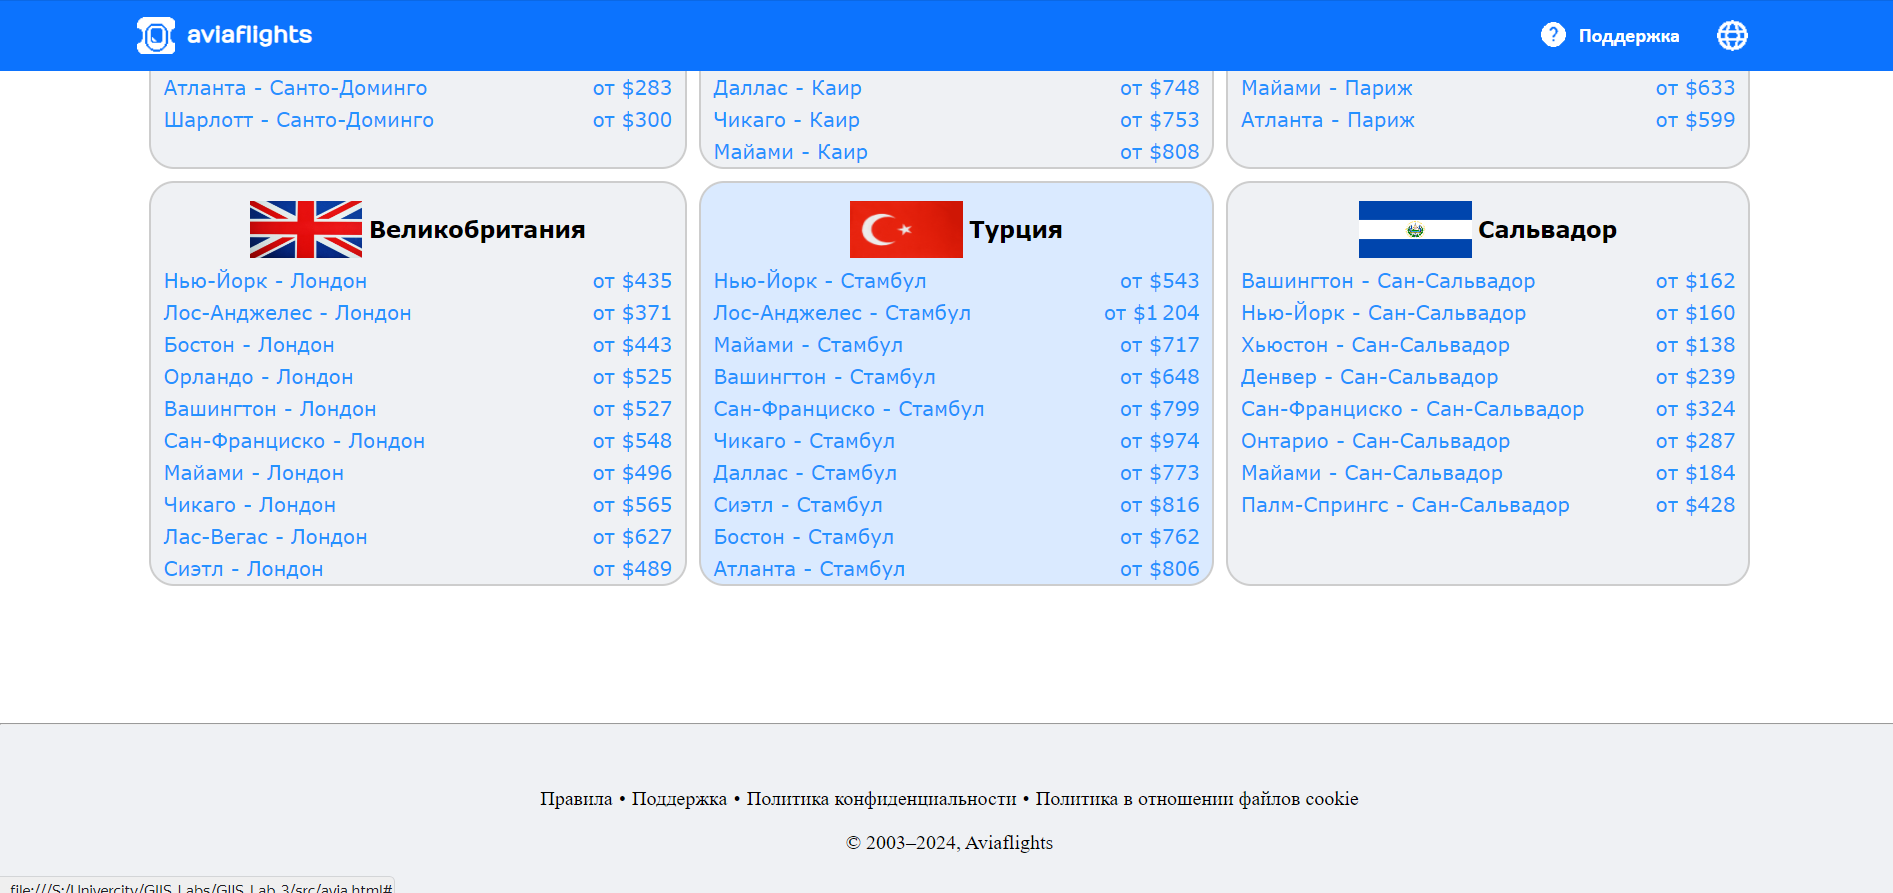 aviaflights
Поддержка
Атланта - Санто-Доминго от $283
Шарлотт - Санто-Доминго от $300
Даллас - Каир от $748
Чикаго - Каир от $753
Майами - Каир от $808
Майами - Париж от $633
Атланта - Париж от $599
Великобритания
Нью-Йорк - Лондон от $435
Лос-Анджелес - Лондон от $371
Бостон - Лондон от $443
Орландо - Лондон от $525
Вашингтон - Лондон от $527
Сан-Франциско - Лондон от $548
Майами - Лондон от $496
Чикаго - Лондон от $565
Лас-Вегас - Лондон от $627
Сиэтл - Лондон от $489
Турция
Нью-Йорк - Стамбул от $543
Лос-Анджелес - Стамбул от $1 204
Майами - Стамбул от $717
Вашингтон - Стамбул от $648
Сан-Франциско - Стамбул от $799
Чикаго - Стамбул от $974
Даллас - Стамбул от $773
Сиэтл - Стамбул от $816
Бостон - Стамбул от $762
Атланта - Стамбул от $806
Сальвадор
Вашингтон - Сан-Сальвадор от $162
Нью-Йорк - Сан-Сальвадор от $160
Хьюстон - Сан-Сальвадор от $138
Денвер - Сан-Сальвадор от $239
Сан-Франциско - Сан-Сальвадор от $324
Онтарио - Сан-Сальвадор от $287
Майами - Сан-Сальвадор от $184
Палм-Спрингс - Сан-Сальвадор от $428
Правила • Поддержка • Политика конфиденциальности • Политика в отношении файлов cookie
© 2003–2024, Aviaflights
file:///S:/Univercity/GIIS_Labs/GIIS_Lab_3/src/avia.html#